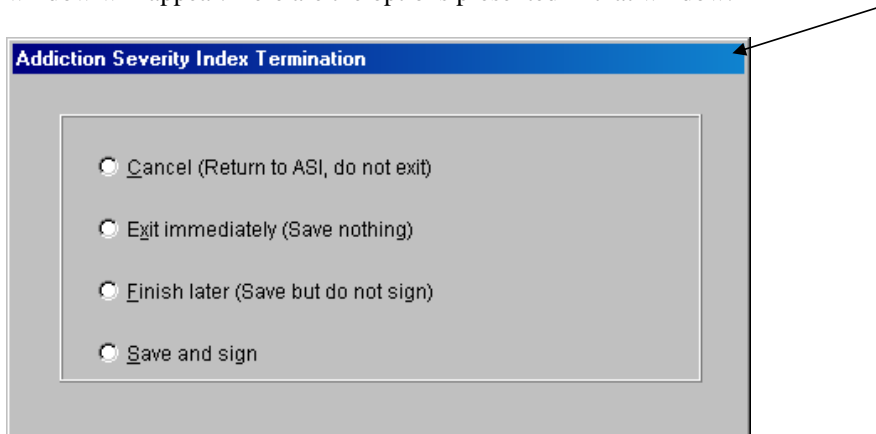 Addiction Severity Index Termination
Cancel (Return to ASI, do not exit)
Exit immediately (Save nothing)
Finish later (Save but do not sign)
Save and sign